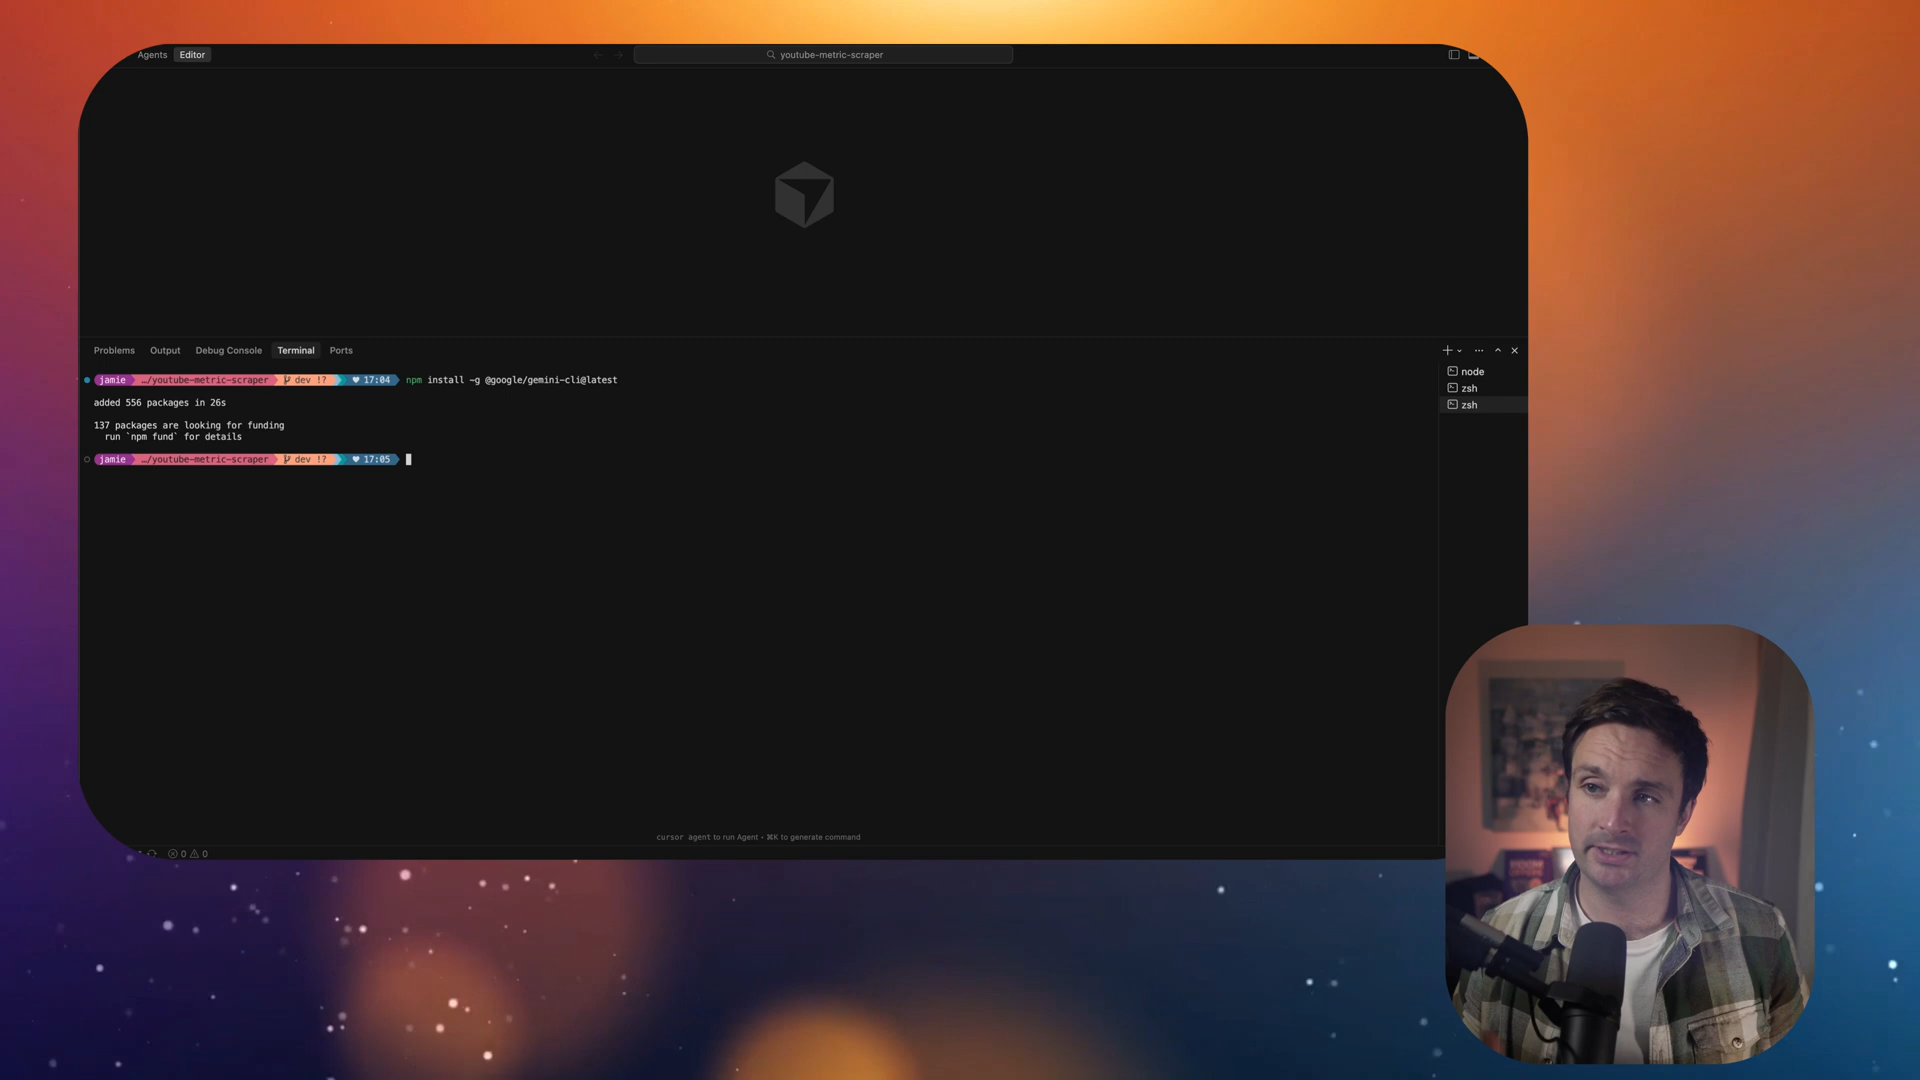 Agents Editor
youtube-metric-scraper
Problems Output Debug Console Terminal Ports
jamie …/youtube-metric-scraper dev !? ♥ 17:04 npm install -g @google/gemini-cli@latest
added 556 packages in 26s
137 packages are looking for funding
run `npm fund` for details
jamie …/youtube-metric-scraper dev !? ♥ 17:05
node
zsh
zsh
cursor agent to run Agent • ⌘K to generate command
0 0